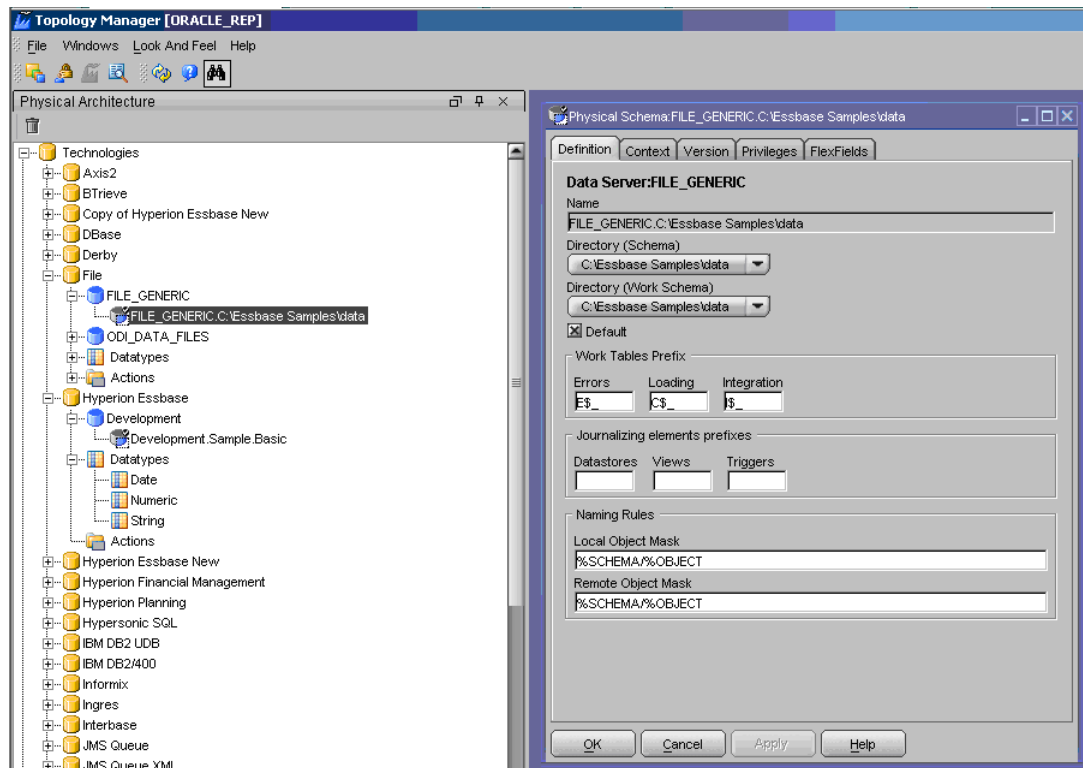 Topology Manager [ORACLE_REP]
File Windows Look And Feel Help
Physical Architecture
Technologies
Axis2
BTrieve
Copy of Hyperion Essbase New
DBase
Derby
File
FILE_GENERIC
FILE_GENERIC.C:\Essbase Samples\data
ODI_DATA_FILES
Datatypes
Actions
Hyperion Essbase
Development
Development.Sample.Basic
Datatypes
Date
Numeric
String
Actions
Hyperion Essbase New
Hyperion Financial Management
Hyperion Planning
Hypersonic SQL
IBM DB2 UDB
IBM DB2/400
Informix
Ingres
Interbase
JMS Queue
JMS Queue XML
Physical Schema:FILE_GENERIC.C:\Essbase Samples\data
Definition Context Version Privileges FlexFields
Data Server:FILE_GENERIC
Name
FILE_GENERIC.C:\Essbase Samples\data
Directory (Schema)
C:\Essbase Samples\data
Directory (Work Schema)
C:\Essbase Samples\data
Default
Work Tables Prefix
Errors Loading Integration
E$_ C$_ I$_
Journalizing elements prefixes
Datastores Views Triggers
Naming Rules
Local Object Mask
%SCHEMA/%OBJECT
Remote Object Mask
%SCHEMA/%OBJECT
OK Cancel Apply Help